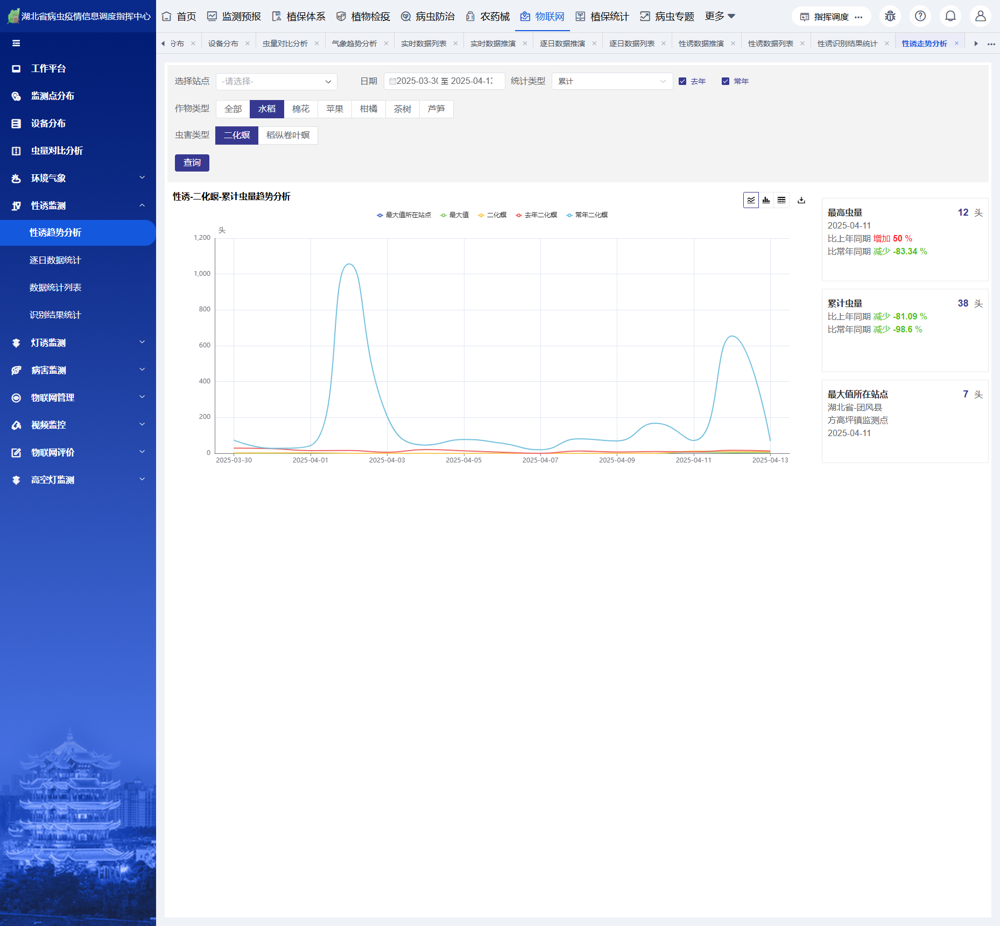 湖北省病虫疫情信息调度指挥中心
首页 监测预报 植保体系 植物检疫 病虫防治 农药械 物联网 植保统计 病虫专题 更多 指挥调度
分布 设备分布 虫量对比分析 气象趋势分析 实时数据列表 实时数据推演 逐日数据推演 逐日数据列表 性诱数据推演 性诱数据列表 性诱识别结果统计 性诱走势分析
工作平台
监测点分布
设备分布
虫量对比分析
环境气象
性诱监测
性诱趋势分析
逐日数据统计
数据统计列表
识别结果统计
灯诱监测
病害监测
物联网管理
视频监控
物联网评价
高空灯监测
选择站点 -请选择- 日期 2025-03-30 至 2025-04-13 统计类型 累计 去年 常年
作物类型 全部 水稻 棉花 苹果 柑橘 茶树 芦笋
虫害类型 二化螟 稻纵卷叶螟
查询
性诱-二化螟-累计虫量趋势分析
最大值所在站点 最大值 二化螟 去年二化螟 常年二化螟
头
1,200
1,000
800
600
400
200
0
2025-03-30 2025-04-01 2025-04-03 2025-04-05 2025-04-07 2025-04-09 2025-04-11 2025-04-13
最高虫量 12 头
2025-04-11
比上年同期 增加 50 %
比常年同期 减少 -83.34 %
累计虫量 38 头
比上年同期 减少 -81.09 %
比常年同期 减少 -98.6 %
最大值所在站点 7 头
湖北省-团风县
方高坪镇监测点
2025-04-11